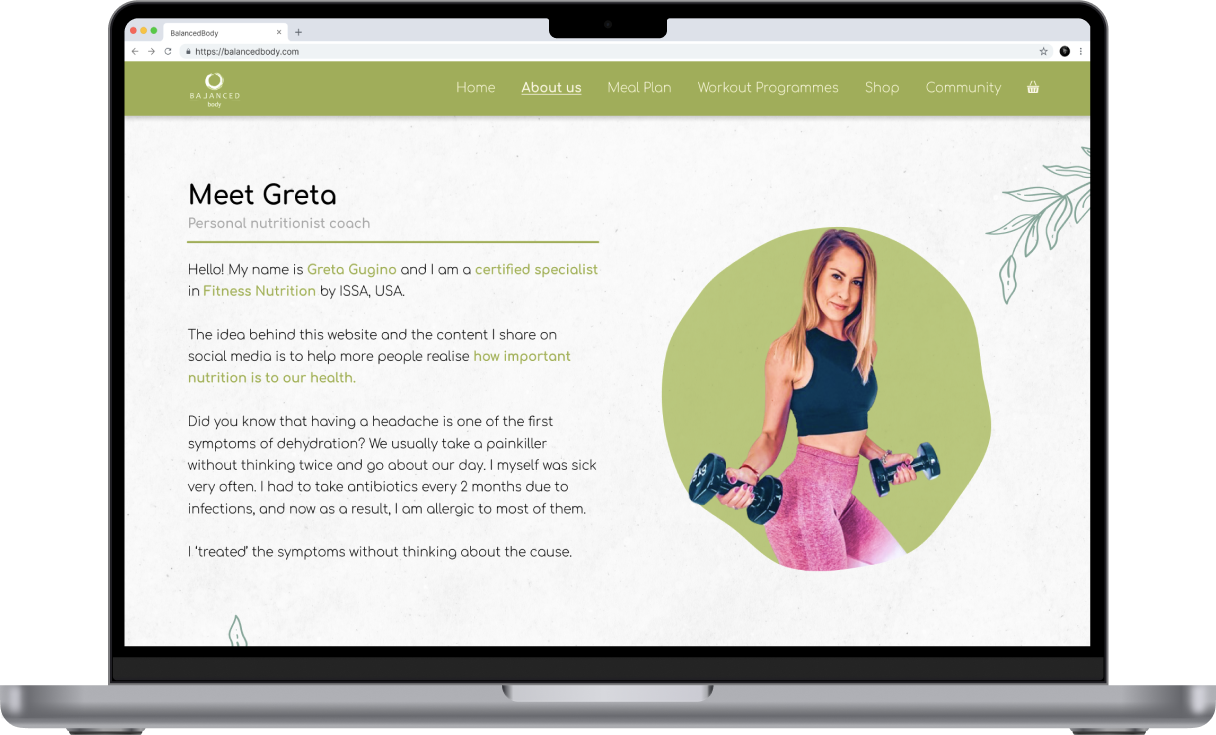 BalancedBody
https://balancedbody.com
BAJANCED
body
Home About us Meal Plan Workout Programmes Shop Community
Meet Greta
Personal nutritionist coach
Hello! My name is Greta Gugino and I am a certified specialist
in Fitness Nutrition by ISSA, USA.
The idea behind this website and the content I share on
social media is to help more people realise how important
nutrition is to our health.
Did you know that having a headache is one of the first
symptoms of dehydration? We usually take a painkiller
without thinking twice and go about our day. I myself was sick
very often. I had to take antibiotics every 2 months due to
infections, and now as a result, I am allergic to most of them.
I 'treated' the symptoms without thinking about the cause.